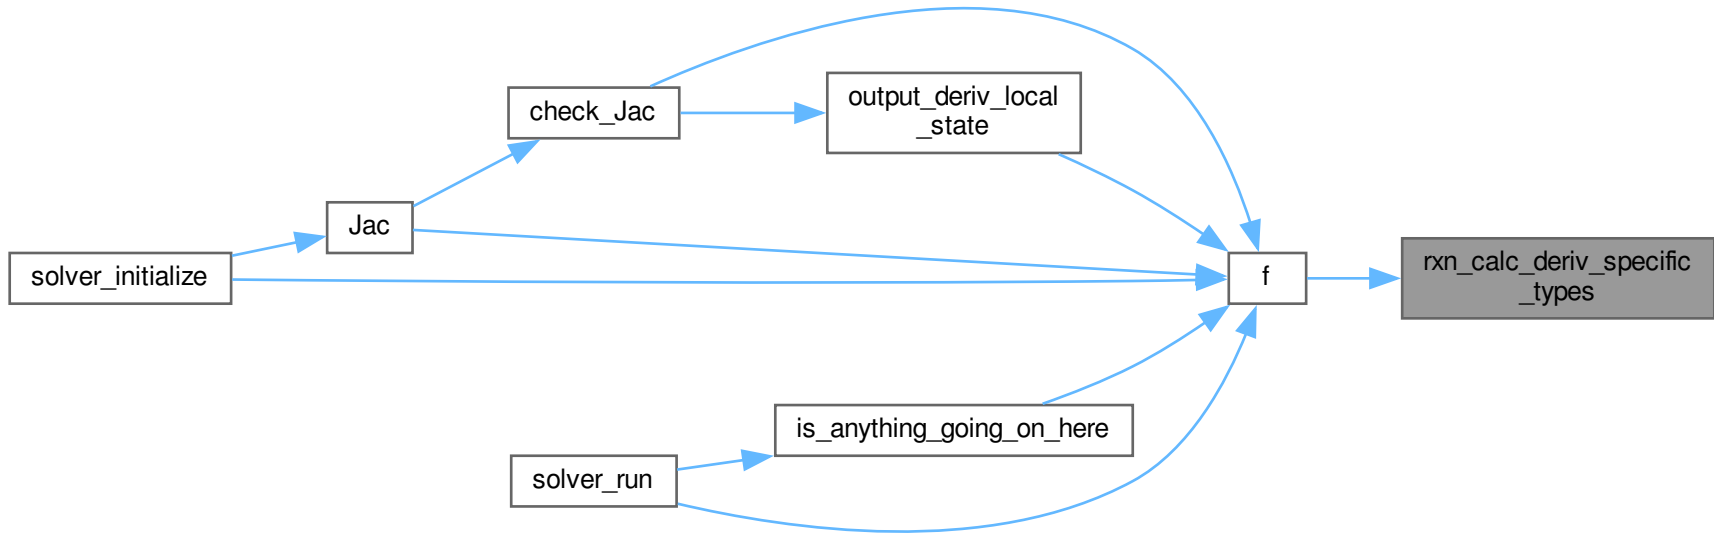 check_Jac
output_deriv_local
_state
Jac
solver_initialize
f
rxn_calc_deriv_specific
_types
is_anything_going_on_here
solver_run